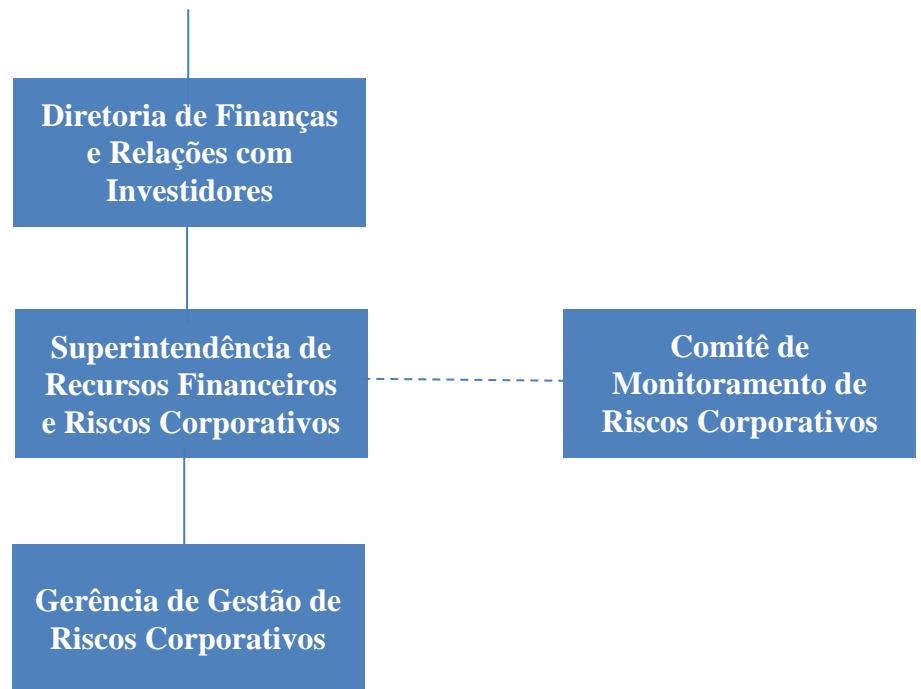 Diretoria de Finanças
e Relações com
Investidores
Superintendência de
Recursos Financeiros
e Riscos Corporativos
Comitê de
Monitoramento de
Riscos Corporativos
Gerência de Gestão de
Riscos Corporativos